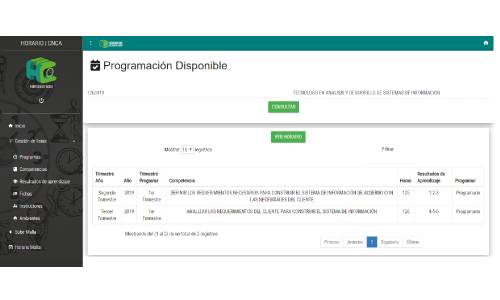 HORARIO | CNCA
Administrador
Programación Disponible
1263419
TECNOLOGO EN ANALISIS Y DESARROLLO DE SISTEMAS DE INFORMACION
CONSULTAR
Inicio
Gestión de listas
Programas
Competencias
Resultados de aprendizaje
Fichas
Instructores
Ambientes
Subir Malla
Horario Malla
VER HORARIO
Mostrar 10 registros
Filtrar:
Trimestre Año
Año
Trimestre Programa
Competencia
Horas
Resultados de Aprendizaje
Programar
Segundo Trimestre
2019
1er Trimestre
DEFINIR LOS REQUERIMIENTOS NECESARIOS PARA CONSTRUIR EL SISTEMA DE INFORMACIÓN DE ACUERDO CON
LAS NECESIDADES DEL CLIENTE
125
1-2-3
Programada
Tercer Trimestre
2019
1er Trimestre
ANALIZAR LOS REQUERIMIENTOS DEL CLIENTE PARA CONSTRUIR EL SISTEMA DE INFORMACIÓN
126
4-5-6
Programada
Mostrando del (1 al 2) de un total de 2 registros
Primero Anterior 1 Siguiente Último